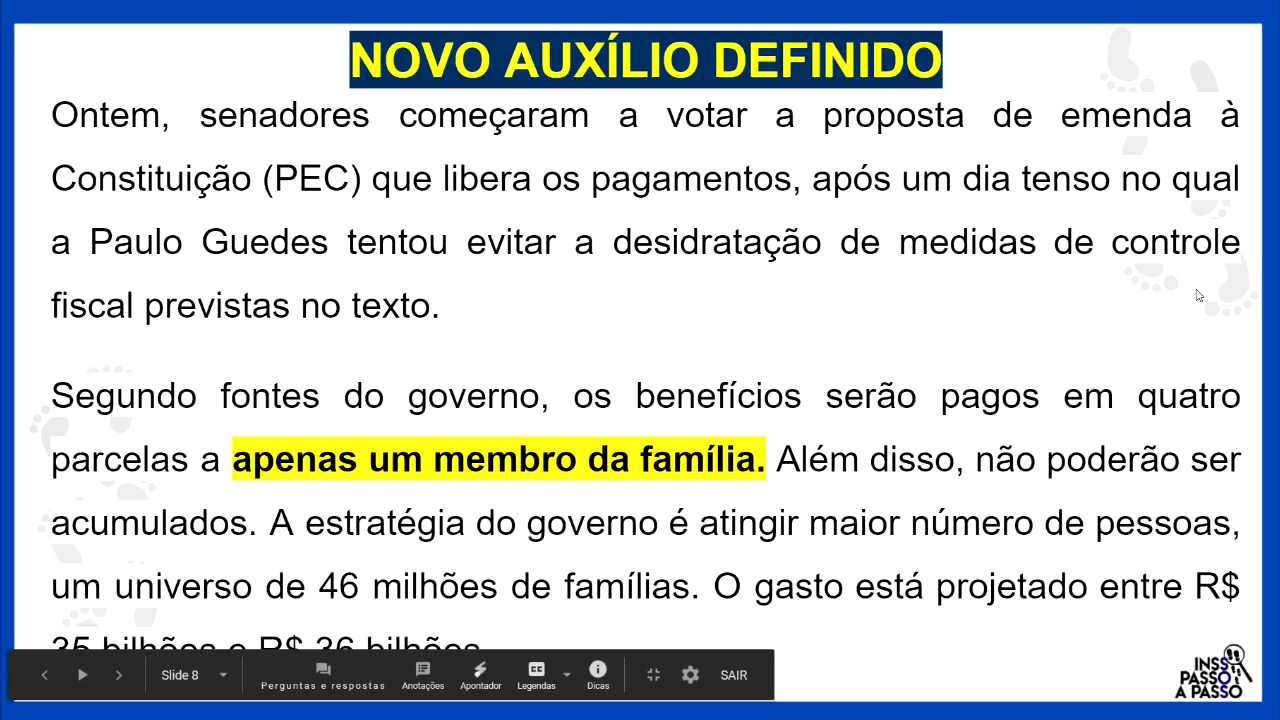 NOVO AUXÍLIO DEFINIDO
Ontem, senadores começaram a votar a proposta de emenda à
Constituição (PEC) que libera os pagamentos, após um dia tenso no qual
a Paulo Guedes tentou evitar a desidratação de medidas de controle
fiscal previstas no texto.
Segundo fontes do governo, os benefícios serão pagos em quatro
parcelas a apenas um membro da família. Além disso, não poderão ser
acumulados. A estratégia do governo é atingir maior número de pessoas,
um universo de 46 milhões de famílias. O gasto está projetado entre R$
35 bilhões e R$ 36 bilhões.
Slide 8
Perguntas e respostas
Anotações
Apontador
Legendas
Dicas
SAIR
INSS
PASSO
A PASSO